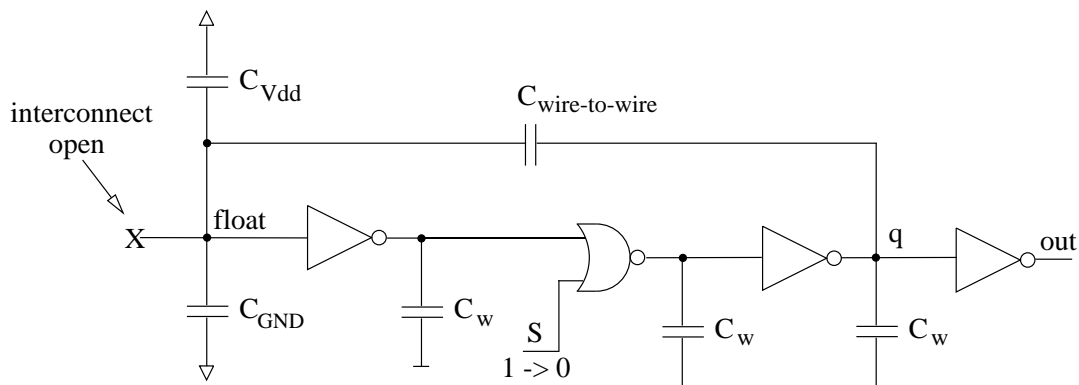 C_Vdd
C_wire-to-wire
interconnect
open
X
float
q
out
C_GND
C_w
S
1 -> 0
C_w
C_w